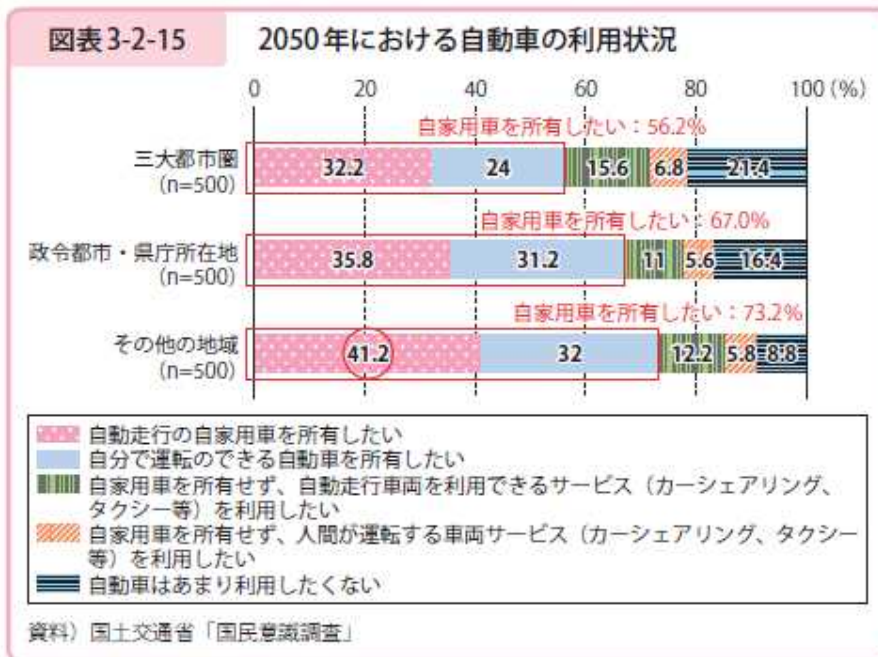 図表3-2-15 2050年における自動車の利用状況
0 20 40 60 80 100(%)
自家用車を所有したい：56.2%
三大都市圏
(n=500)
32.2 24 15.6 6.8 21.4
自家用車を所有したい：67.0%
政令都市・県庁所在地
(n=500)
35.8 31.2 11 5.6 16.4
自家用車を所有したい：73.2%
その他の地域
(n=500)
41.2 32 12.2 5.8 8.8
自動走行の自家用車を所有したい
自分で運転のできる自動車を所有したい
自家用車を所有せず、自動走行車両を利用できるサービス（カーシェアリング、
タクシー等）を利用したい
自家用車を所有せず、人間が運転する車両サービス（カーシェアリング、タクシー
等）を利用したい
自動車はあまり利用したくない
資料）国土交通省「国民意識調査」